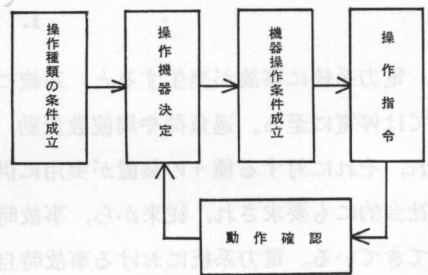 操作種類の条件成立
操作機器決定
機器操作条件成立
操作指令
動作確認